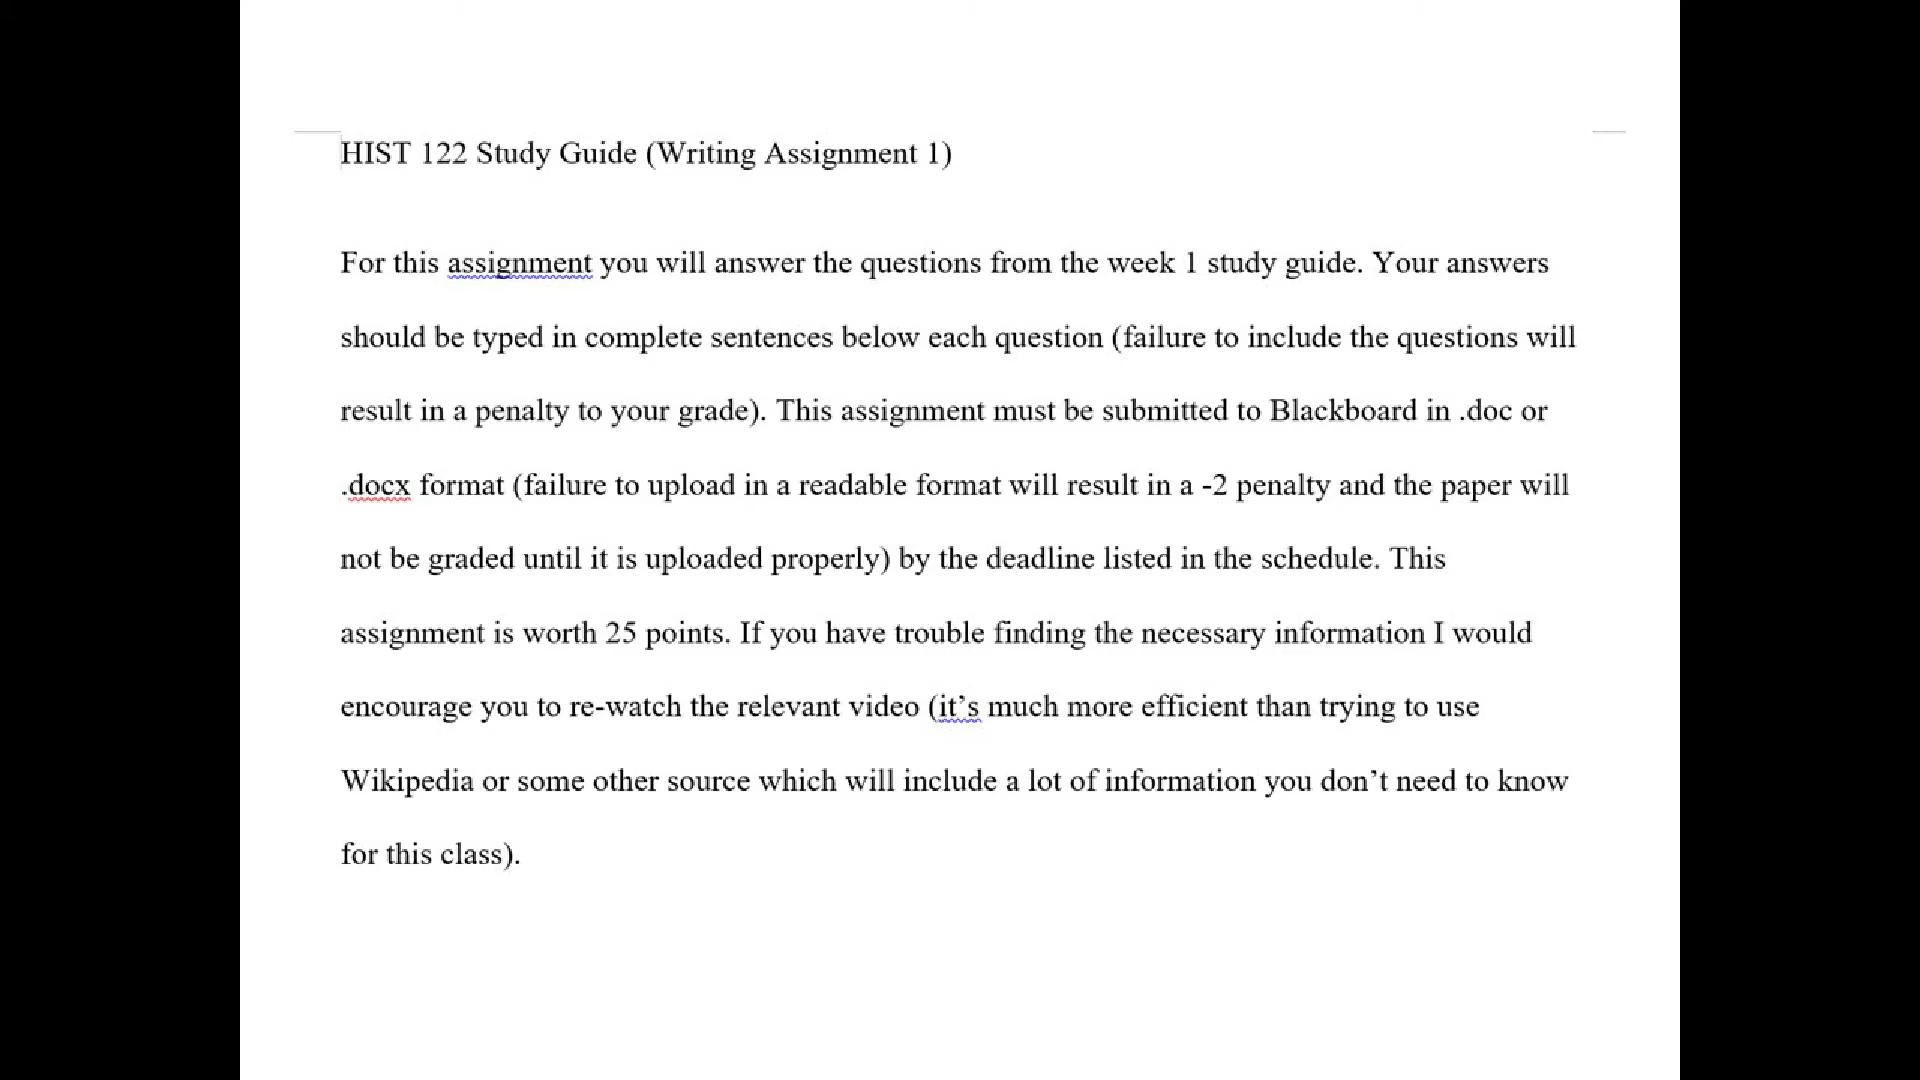 HIST 122 Study Guide (Writing Assignment 1)
For this assignment you will answer the questions from the week 1 study guide. Your answers
should be typed in complete sentences below each question (failure to include the questions will
result in a penalty to your grade). This assignment must be submitted to Blackboard in .doc or
.docx format (failure to upload in a readable format will result in a -2 penalty and the paper will
not be graded until it is uploaded properly) by the deadline listed in the schedule. This
assignment is worth 25 points. If you have trouble finding the necessary information I would
encourage you to re-watch the relevant video (it’s much more efficient than trying to use
Wikipedia or some other source which will include a lot of information you don’t need to know
for this class).